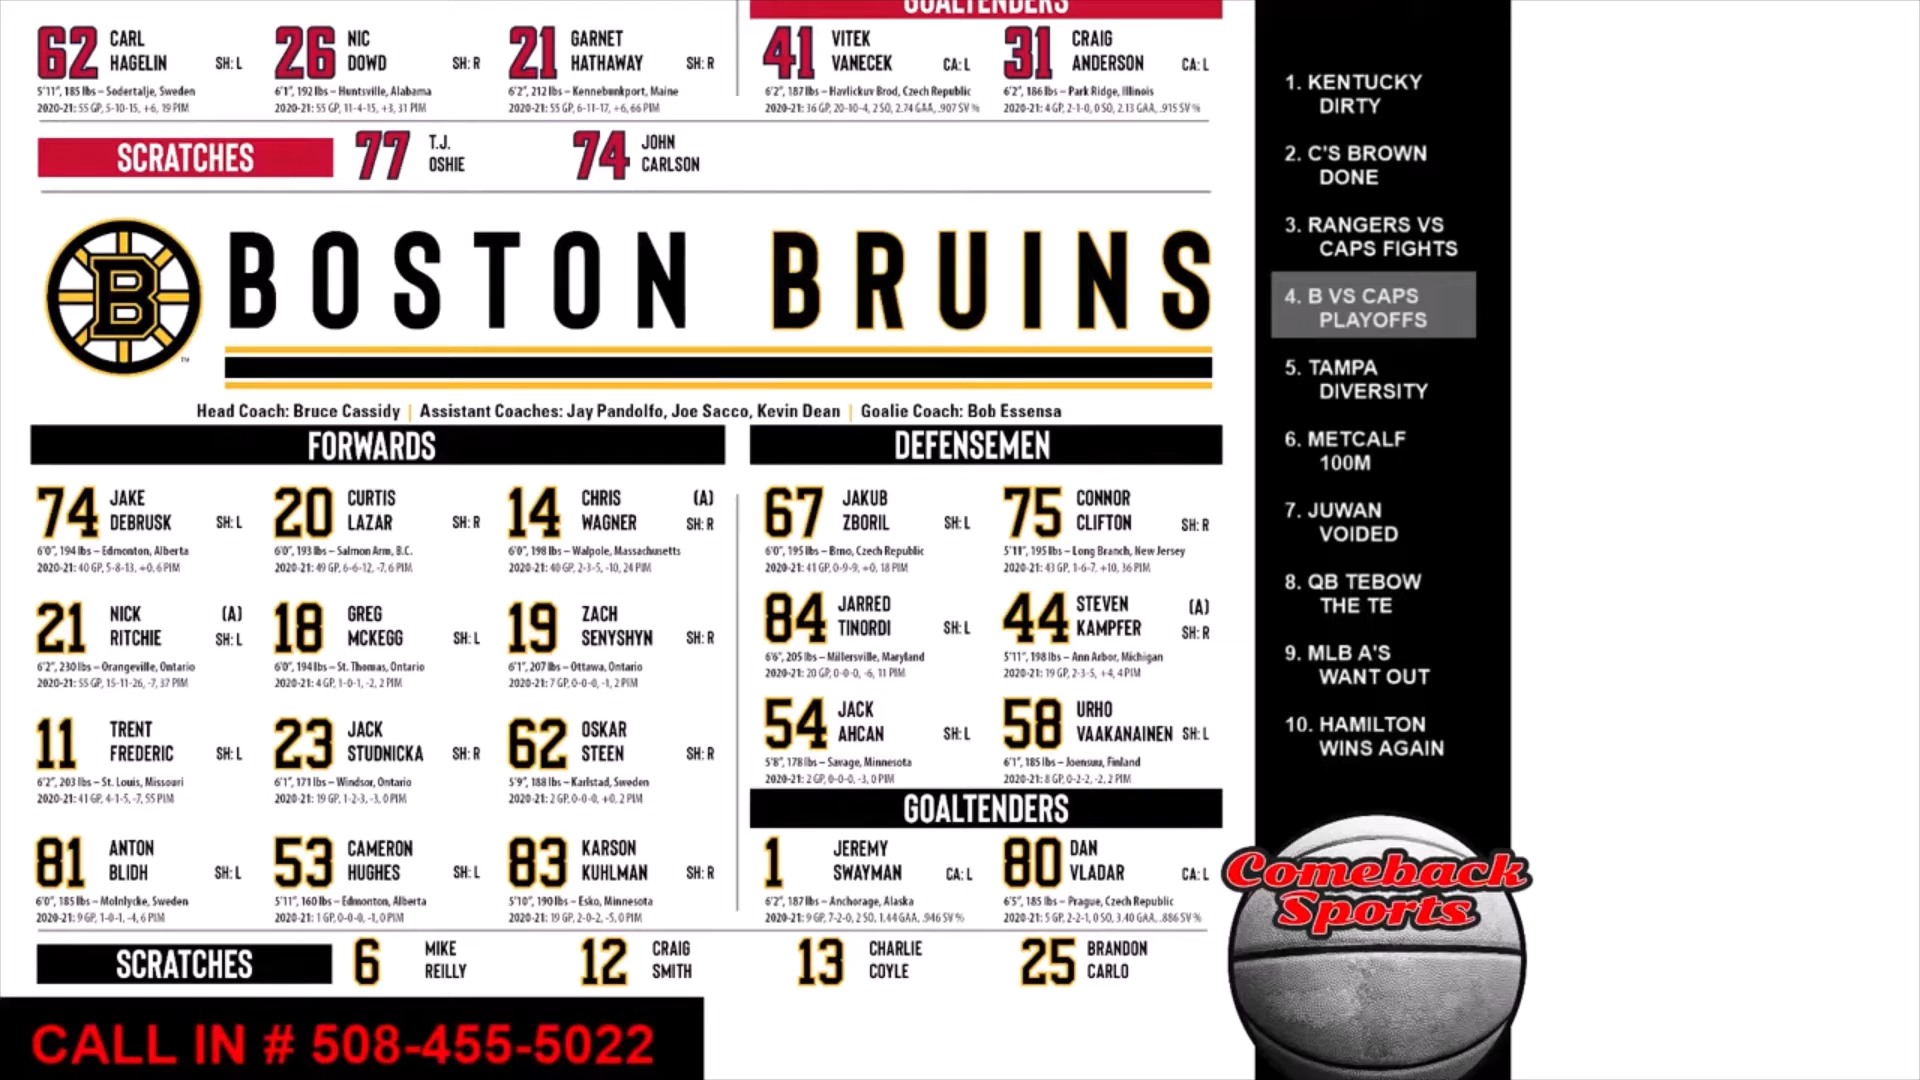 GOALTENDERS
62 CARL HAGELIN SH: L
5'11", 185 lbs – Sodertalje, Sweden
2020-21: 55 GP, 5-10-15, +6, 19 PIM
26 NIC DOWD SH: R
6'1", 192 lbs – Huntsville, Alabama
2020-21: 55 GP, 11-4-15, +3, 31 PIM
21 GARNET HATHAWAY SH: R
6'2", 212 lbs – Kennebunkport, Maine
2020-21: 55 GP, 6-11-17, +6, 66 PIM
41 VITEK VANECEK CA: L
6'2", 187 lbs – Havlickuv Brod, Czech Republic
2020-21: 36 GP, 20-10-4, 2 SO, 2.74 GAA, .907 SV %
31 CRAIG ANDERSON CA: L
6'2", 186 lbs – Park Ridge, Illinois
2020-21: 4 GP, 2-1-0, 0 SO, 2.13 GAA, .915 SV %
SCRATCHES
77 T.J. OSHIE
74 JOHN CARLSON
B
TM
BOSTON BRUINS
Head Coach: Bruce Cassidy | Assistant Coaches: Jay Pandolfo, Joe Sacco, Kevin Dean | Goalie Coach: Bob Essensa
FORWARDS
74 JAKE DEBRUSK SH: L
6'0", 194 lbs – Edmonton, Alberta
2020-21: 40 GP, 5-8-13, +0, 6 PIM
20 CURTIS LAZAR SH: R
6'0", 193 lbs – Salmon Arm, B.C.
2020-21: 49 GP, 6-6-12, -7, 6 PIM
14 CHRIS WAGNER (A) SH: R
6'0", 198 lbs – Walpole, Massachusetts
2020-21: 40 GP, 2-3-5, -10, 24 PIM
21 NICK RITCHIE (A) SH: L
6'2", 230 lbs – Orangeville, Ontario
2020-21: 55 GP, 15-11-26, -7, 37 PIM
18 GREG MCKEGG SH: L
6'0", 194 lbs – St. Thomas, Ontario
2020-21: 4 GP, 1-0-1, -2, 2 PIM
19 ZACH SENYSHYN SH: R
6'1", 207 lbs – Ottawa, Ontario
2020-21: 7 GP, 0-0-0, -1, 2 PIM
11 TRENT FREDERIC SH: L
6'2", 203 lbs – St. Louis, Missouri
2020-21: 41 GP, 4-1-5, -7, 55 PIM
23 JACK STUDNICKA SH: R
6'1", 171 lbs – Windsor, Ontario
2020-21: 19 GP, 1-2-3, -3, 0 PIM
62 OSKAR STEEN SH: R
5'9", 188 lbs – Karlstad, Sweden
2020-21: 2 GP, 0-0-0, +0, 2 PIM
81 ANTON BLIDH SH: L
6'0", 185 lbs – Molnlycke, Sweden
2020-21: 9 GP, 1-0-1, -4, 6 PIM
53 CAMERON HUGHES SH: L
5'11", 160 lbs – Edmonton, Alberta
2020-21: 1 GP, 0-0-0, -1, 0 PIM
83 KARSON KUHLMAN SH: R
5'10", 190 lbs – Esko, Minnesota
2020-21: 19 GP, 2-0-2, -5, 0 PIM
DEFENSEMEN
67 JAKUB ZBORIL SH: L
6'0", 195 lbs – Brno, Czech Republic
2020-21: 41 GP, 0-9-9, +0, 18 PIM
75 CONNOR CLIFTON SH: R
5'11", 195 lbs – Long Branch, New Jersey
2020-21: 43 GP, 1-6-7, +10, 36 PIM
84 JARRED TINORDI SH: L
6'6", 205 lbs – Millersville, Maryland
2020-21: 20 GP, 0-0-0, -6, 11 PIM
44 STEVEN KAMPFER (A) SH: R
5'11", 198 lbs – Ann Arbor, Michigan
2020-21: 19 GP, 2-3-5, +4, 4 PIM
54 JACK AHCAN SH: L
5'8", 178 lbs – Savage, Minnesota
2020-21: 2 GP, 0-0-0, -3, 0 PIM
58 URHO VAAKANAINEN SH: L
6'1", 185 lbs – Joensuu, Finland
2020-21: 8 GP, 0-2-2, -2, 2 PIM
GOALTENDERS
1 JEREMY SWAYMAN CA: L
6'2", 187 lbs – Anchorage, Alaska
2020-21: 9 GP, 7-2-0, 2 SO, 1.44 GAA, .946 SV %
80 DAN VLADAR CA: L
6'5", 185 lbs – Prague, Czech Republic
2020-21: 5 GP, 2-2-1, 0 SO, 3.40 GAA, .886 SV %
SCRATCHES
6 MIKE REILLY
12 CRAIG SMITH
13 CHARLIE COYLE
25 BRANDON CARLO
CALL IN # 508-455-5022
1. KENTUCKY
DIRTY
2. C'S BROWN
DONE
3. RANGERS VS
CAPS FIGHTS
4. B VS CAPS
PLAYOFFS
5. TAMPA
DIVERSITY
6. METCALF
100M
7. JUWAN
VOIDED
8. QB TEBOW
THE TE
9. MLB A'S
WANT OUT
10. HAMILTON
WINS AGAIN
Comeback
Sports